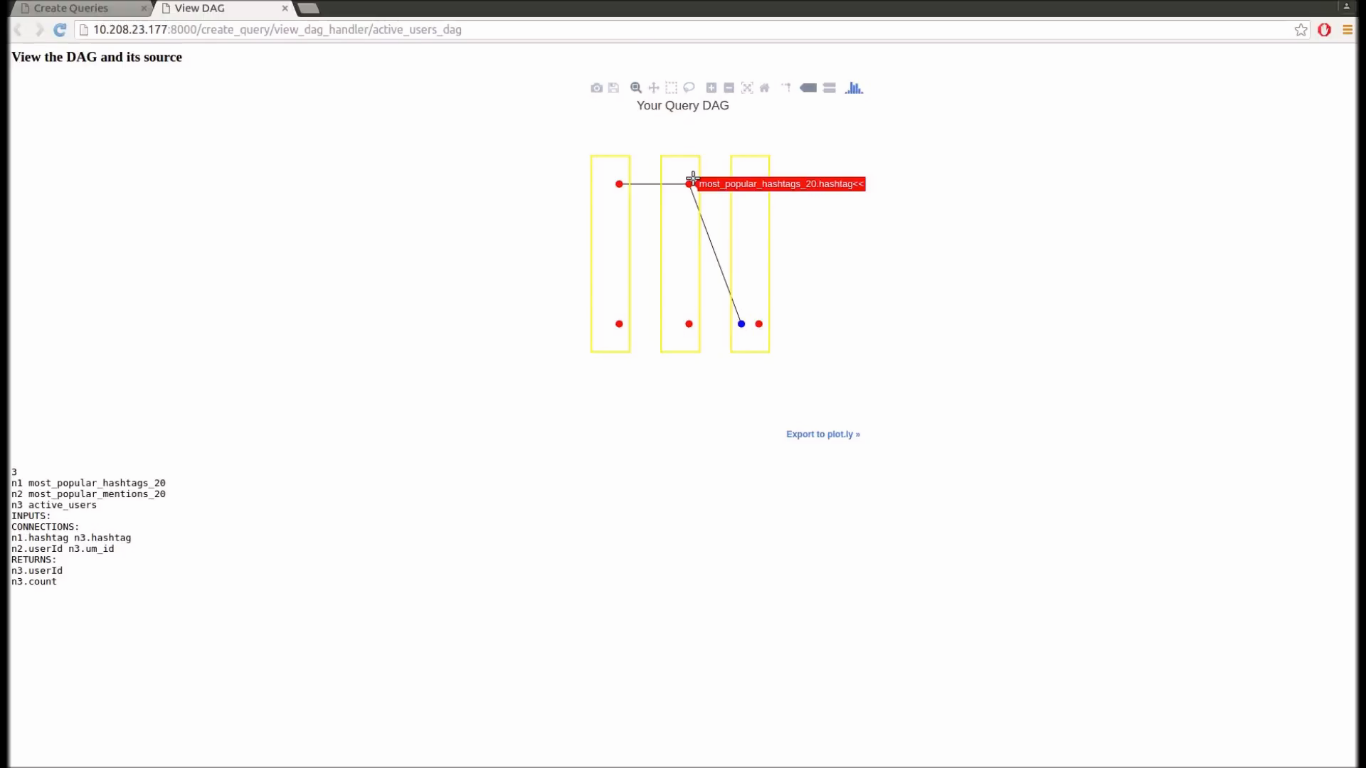 Create Queries
View DAG
10.208.23.177:8000/create_query/view_dag_handler/active_users_dag
View the DAG and its source
Your Query DAG
most_popular_hashtags_20.hashtag<<
Export to plot.ly »
3
n1 most_popular_hashtags_20
n2 most_popular_mentions_20
n3 active_users
INPUTS:
CONNECTIONS:
n1.hashtag n3.hashtag
n2.userId n3.um_id
RETURNS:
n3.userId
n3.count